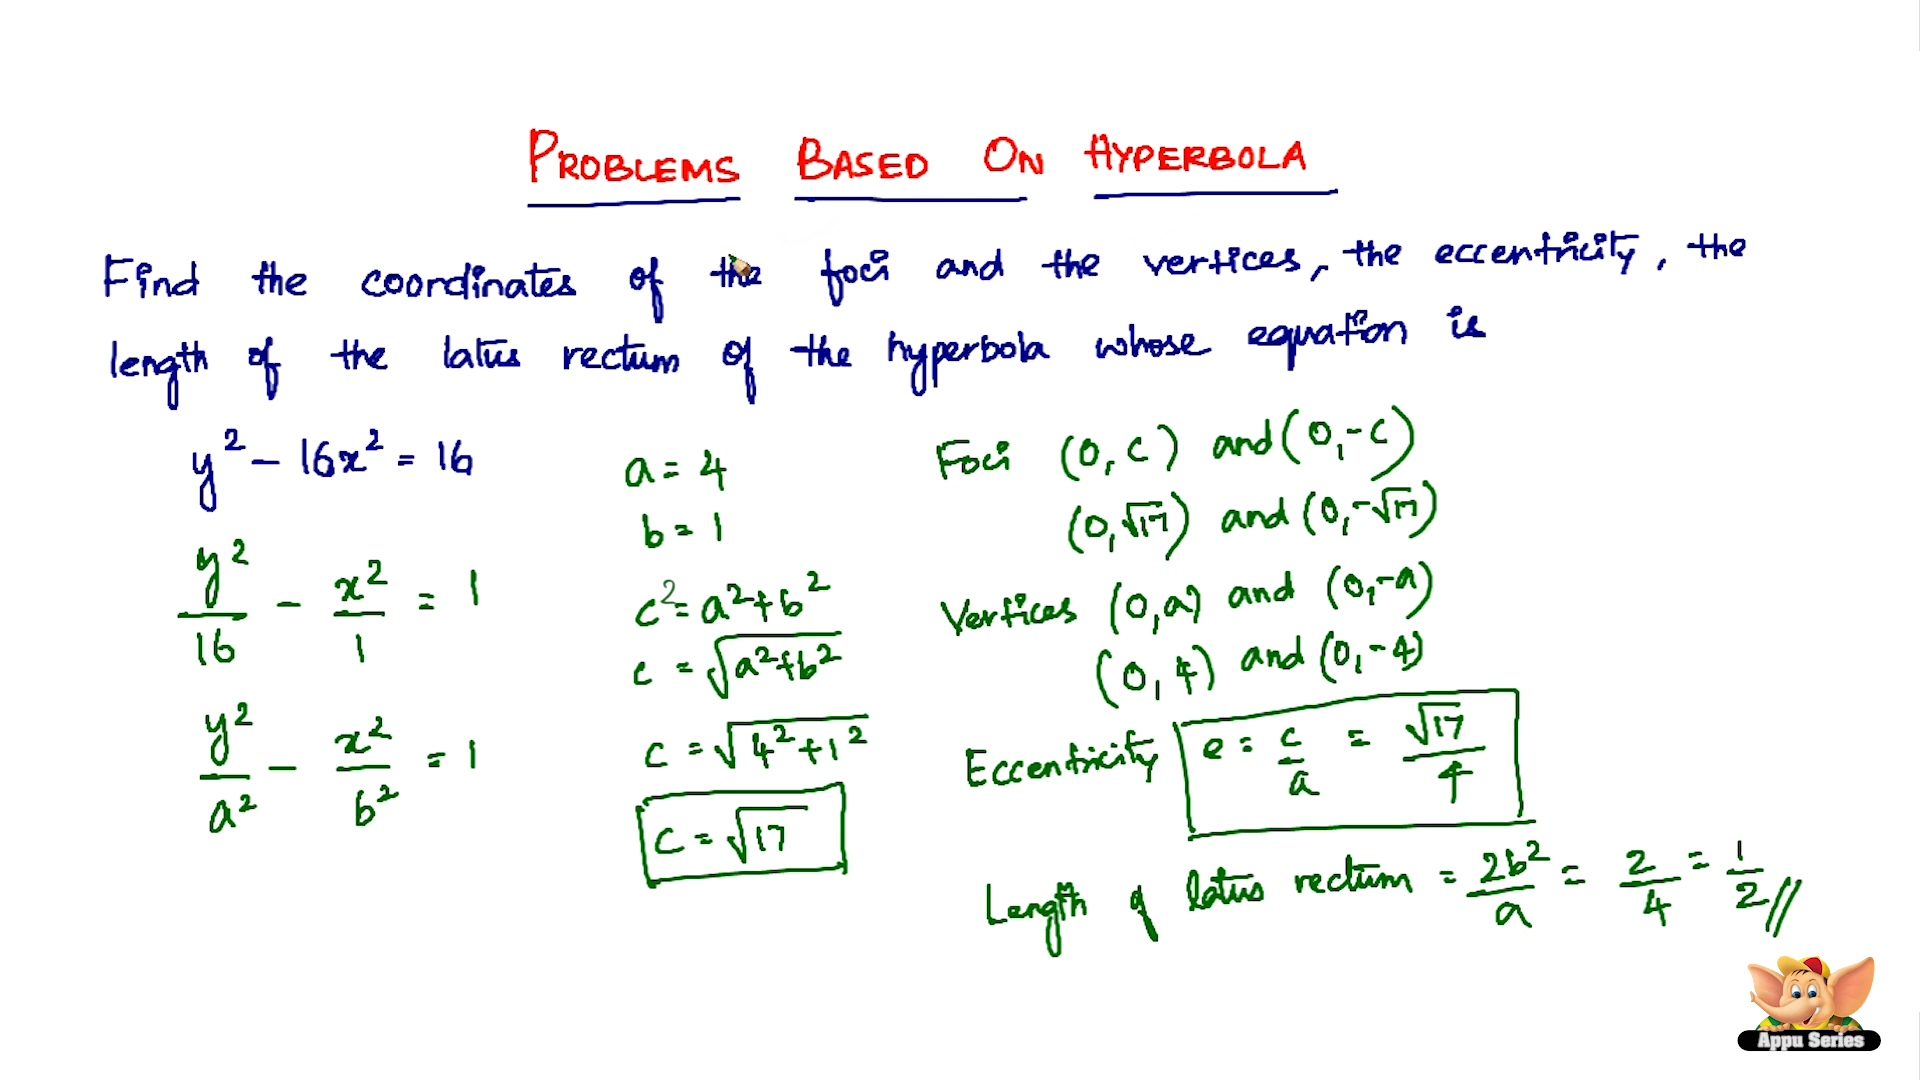 PROBLEMS BASED ON HYPERBOLA
Find the coordinates of the foci and the vertices, the eccentricity, the
length of the latus rectum of the hyperbola whose equation is
y² - 16x² = 16
y²/16 - x²/1 = 1
y²/a² - x²/b² = 1
a = 4
b = 1
c² = a² + b²
c = √(a² + b²)
c = √(4² + 1²)
c = √17
Foci (0, c) and (0, -c)
(0, √17) and (0, -√17)
Vertices (0, a) and (0, -a)
(0, 4) and (0, -4)
Eccentricity e = c/a = √17/4
Length of latus rectum = 2b²/a = 2/4 = 1/2 //
Appu Series